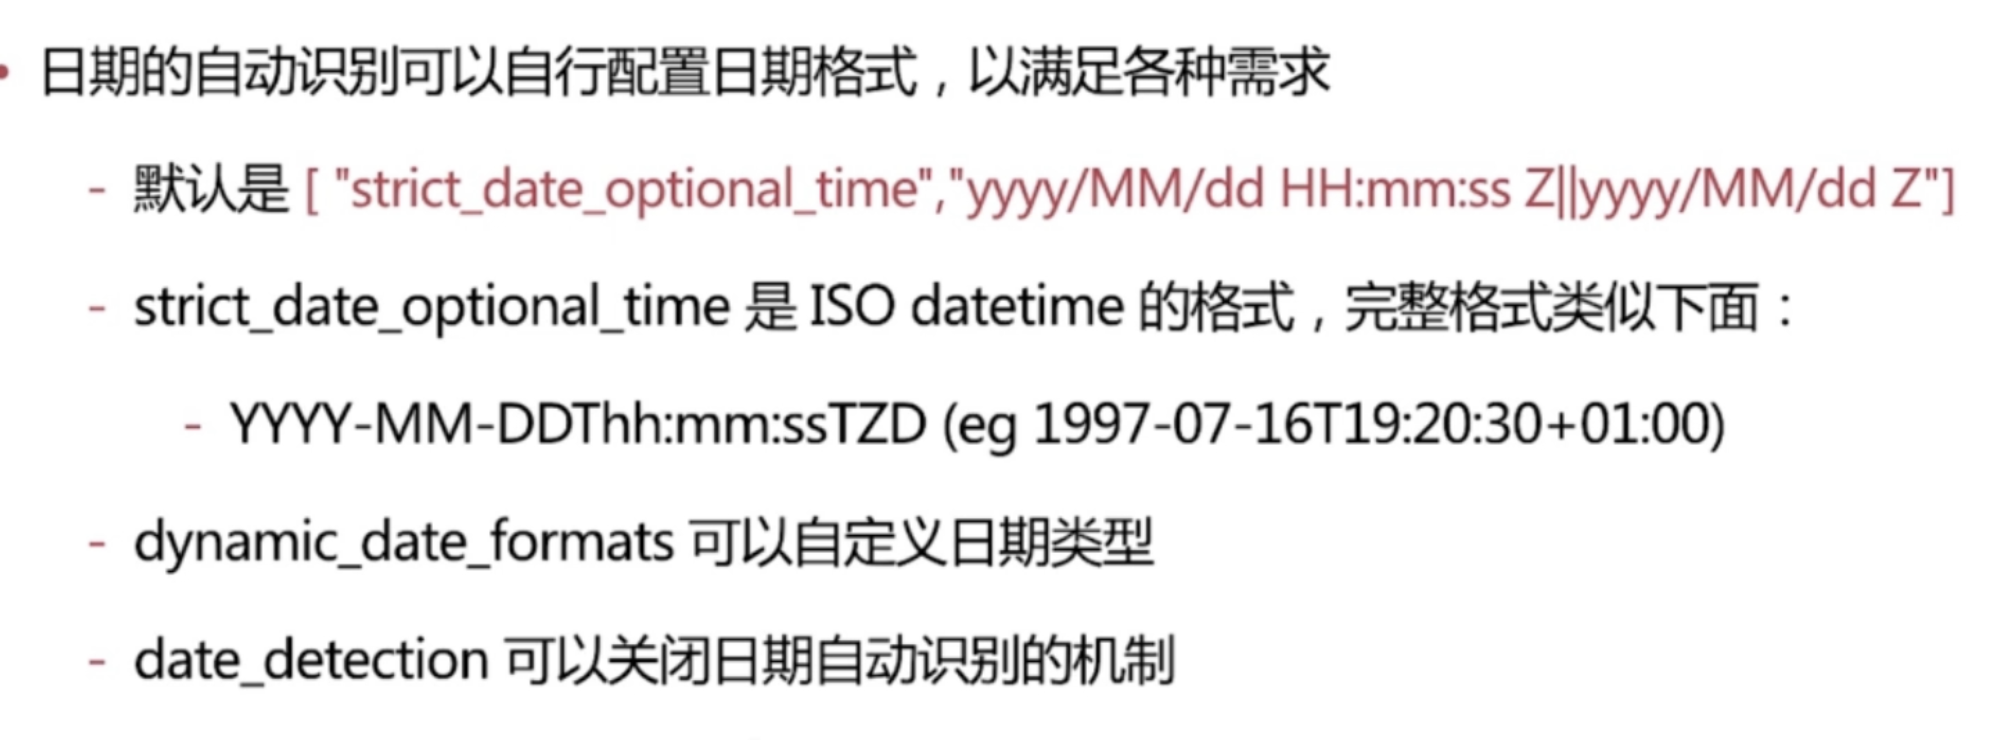 • 日期的自动识别可以自行配置日期格式，以满足各种需求
- 默认是 [ "strict_date_optional_time","yyyy/MM/dd HH:mm:ss Z||yyyy/MM/dd Z"]
- strict_date_optional_time 是 ISO datetime 的格式，完整格式类似下面：
- YYYY-MM-DDThh:mm:ssTZD (eg 1997-07-16T19:20:30+01:00)
- dynamic_date_formats 可以自定义日期类型
- date_detection 可以关闭日期自动识别的机制